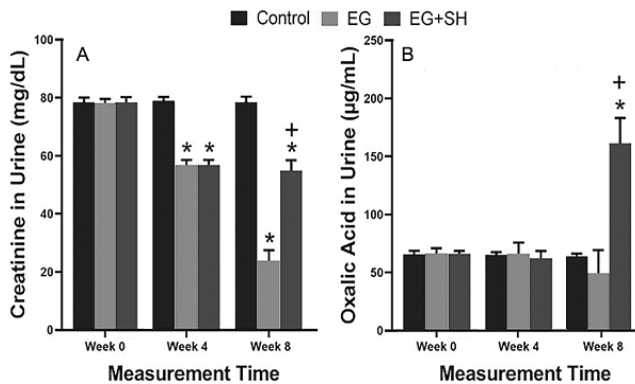 Control EG EG+SH
A
Creatinine in Urine (mg/dL)
100
80
60
40
20
0
* *
*
+
*
Week 0 Week 4 Week 8
Measurement Time
B
Oxalic Acid in Urine (µg/mL)
250
200
150
100
50
0
+
*
Week 0 Week 4 Week 8
Measurement Time